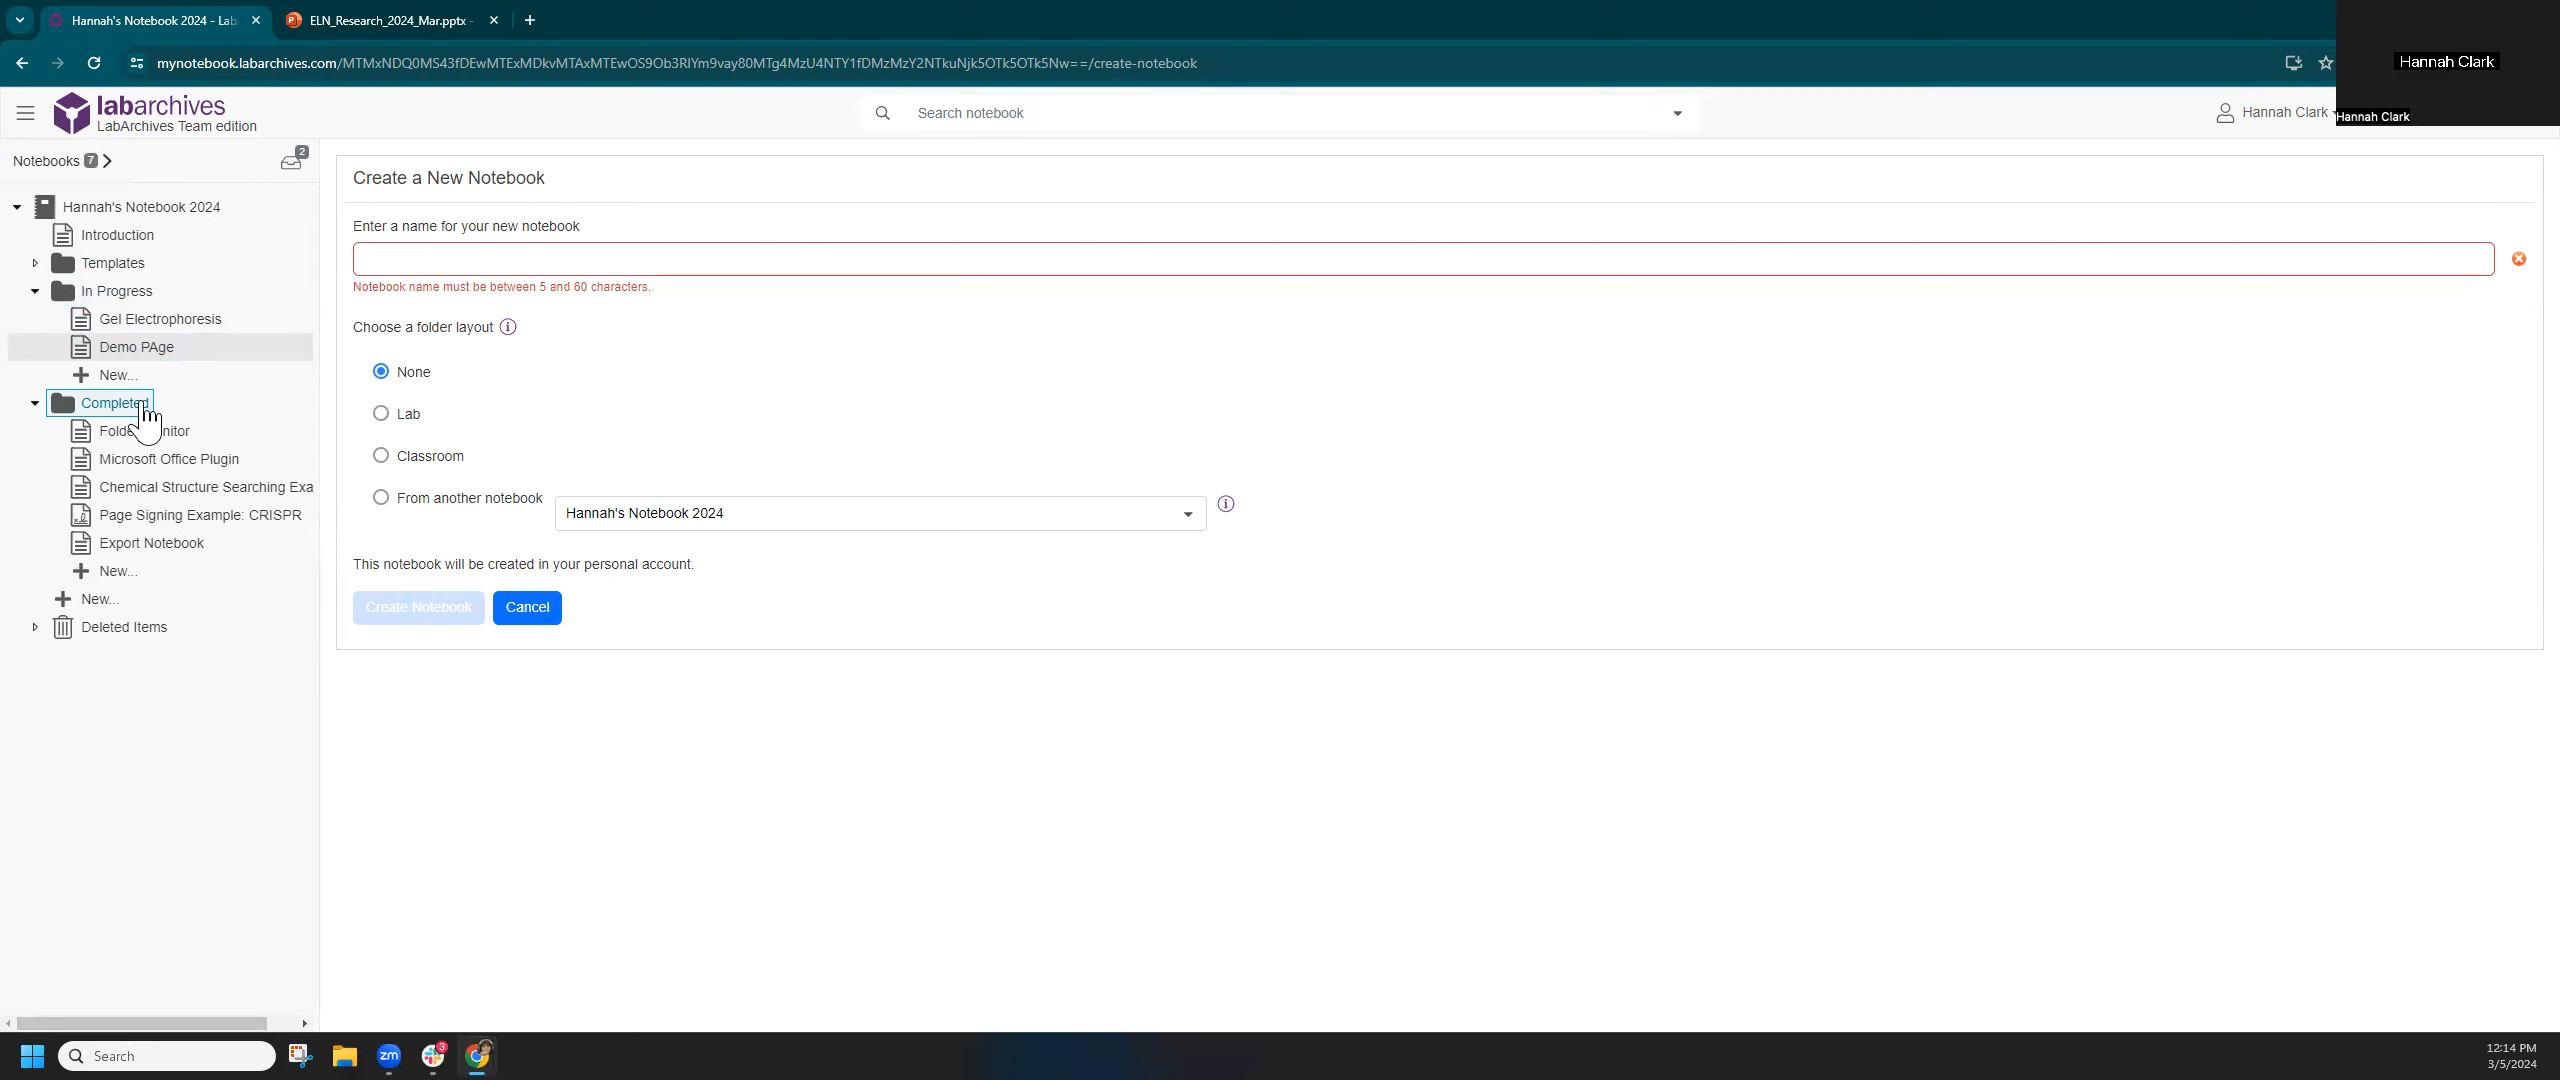 Hannah's Notebook 2024 - Lab
ELN_Research_2024_Mar.pptx -
mynotebook.labarchives.com/MTMxNDQ0MS43fDEwMTExMDkvMTAxMTEwOS9Ob3RlYm9vay80MTg4MzU4NTY1fDMzMzY2NTkuNjk5OTk5OTk5Nw==/create-notebook
Hannah Clark
labarchives
LabArchives Team edition
Search notebook
Hannah Clark
Hannah Clark
Notebooks 7
2
Hannah's Notebook 2024
Introduction
Templates
In Progress
Gel Electrophoresis
Demo PAge
New...
Completed
Microsoft Office Plugin
Chemical Structure Searching Exa
Page Signing Example: CRISPR
Export Notebook
New...
New...
Deleted Items
Create a New Notebook
Enter a name for your new notebook
Notebook name must be between 5 and 60 characters.
Choose a folder layout
None
Lab
Classroom
From another notebook
Hannah's Notebook 2024
This notebook will be created in your personal account.
Create Notebook
Cancel
Search
zm
3
12:14 PM
3/5/2024